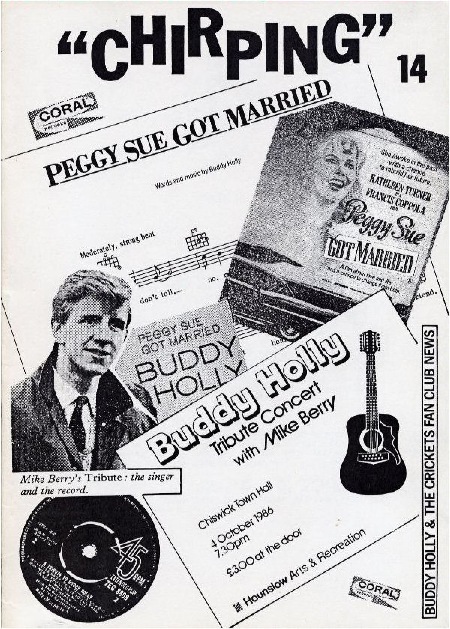 "CHIRPING"
14
CORAL
RECORDS
PEGGY SUE GOT MARRIED
Words and music by Buddy Holly
Moderately, strong beat
don't tell...
no.
KATHLEEN TURNER
FRANCIS COPPOLA
Peggy Sue
GOT MARRIED
PEGGY SUE
GOT MARRIED
BUDDY
HOLLY
Buddy Holly
Tribute Concert
with Mike Berry
Chiswick Town Hall
4 October 1986
7.30pm
£3.00 at the door
Hounslow Arts & Recreation
Mike Berry's Tribute: the singer
and the record.
45
CORAL
BUDDY HOLLY & THE CRICKETS FAN CLUB NEWS